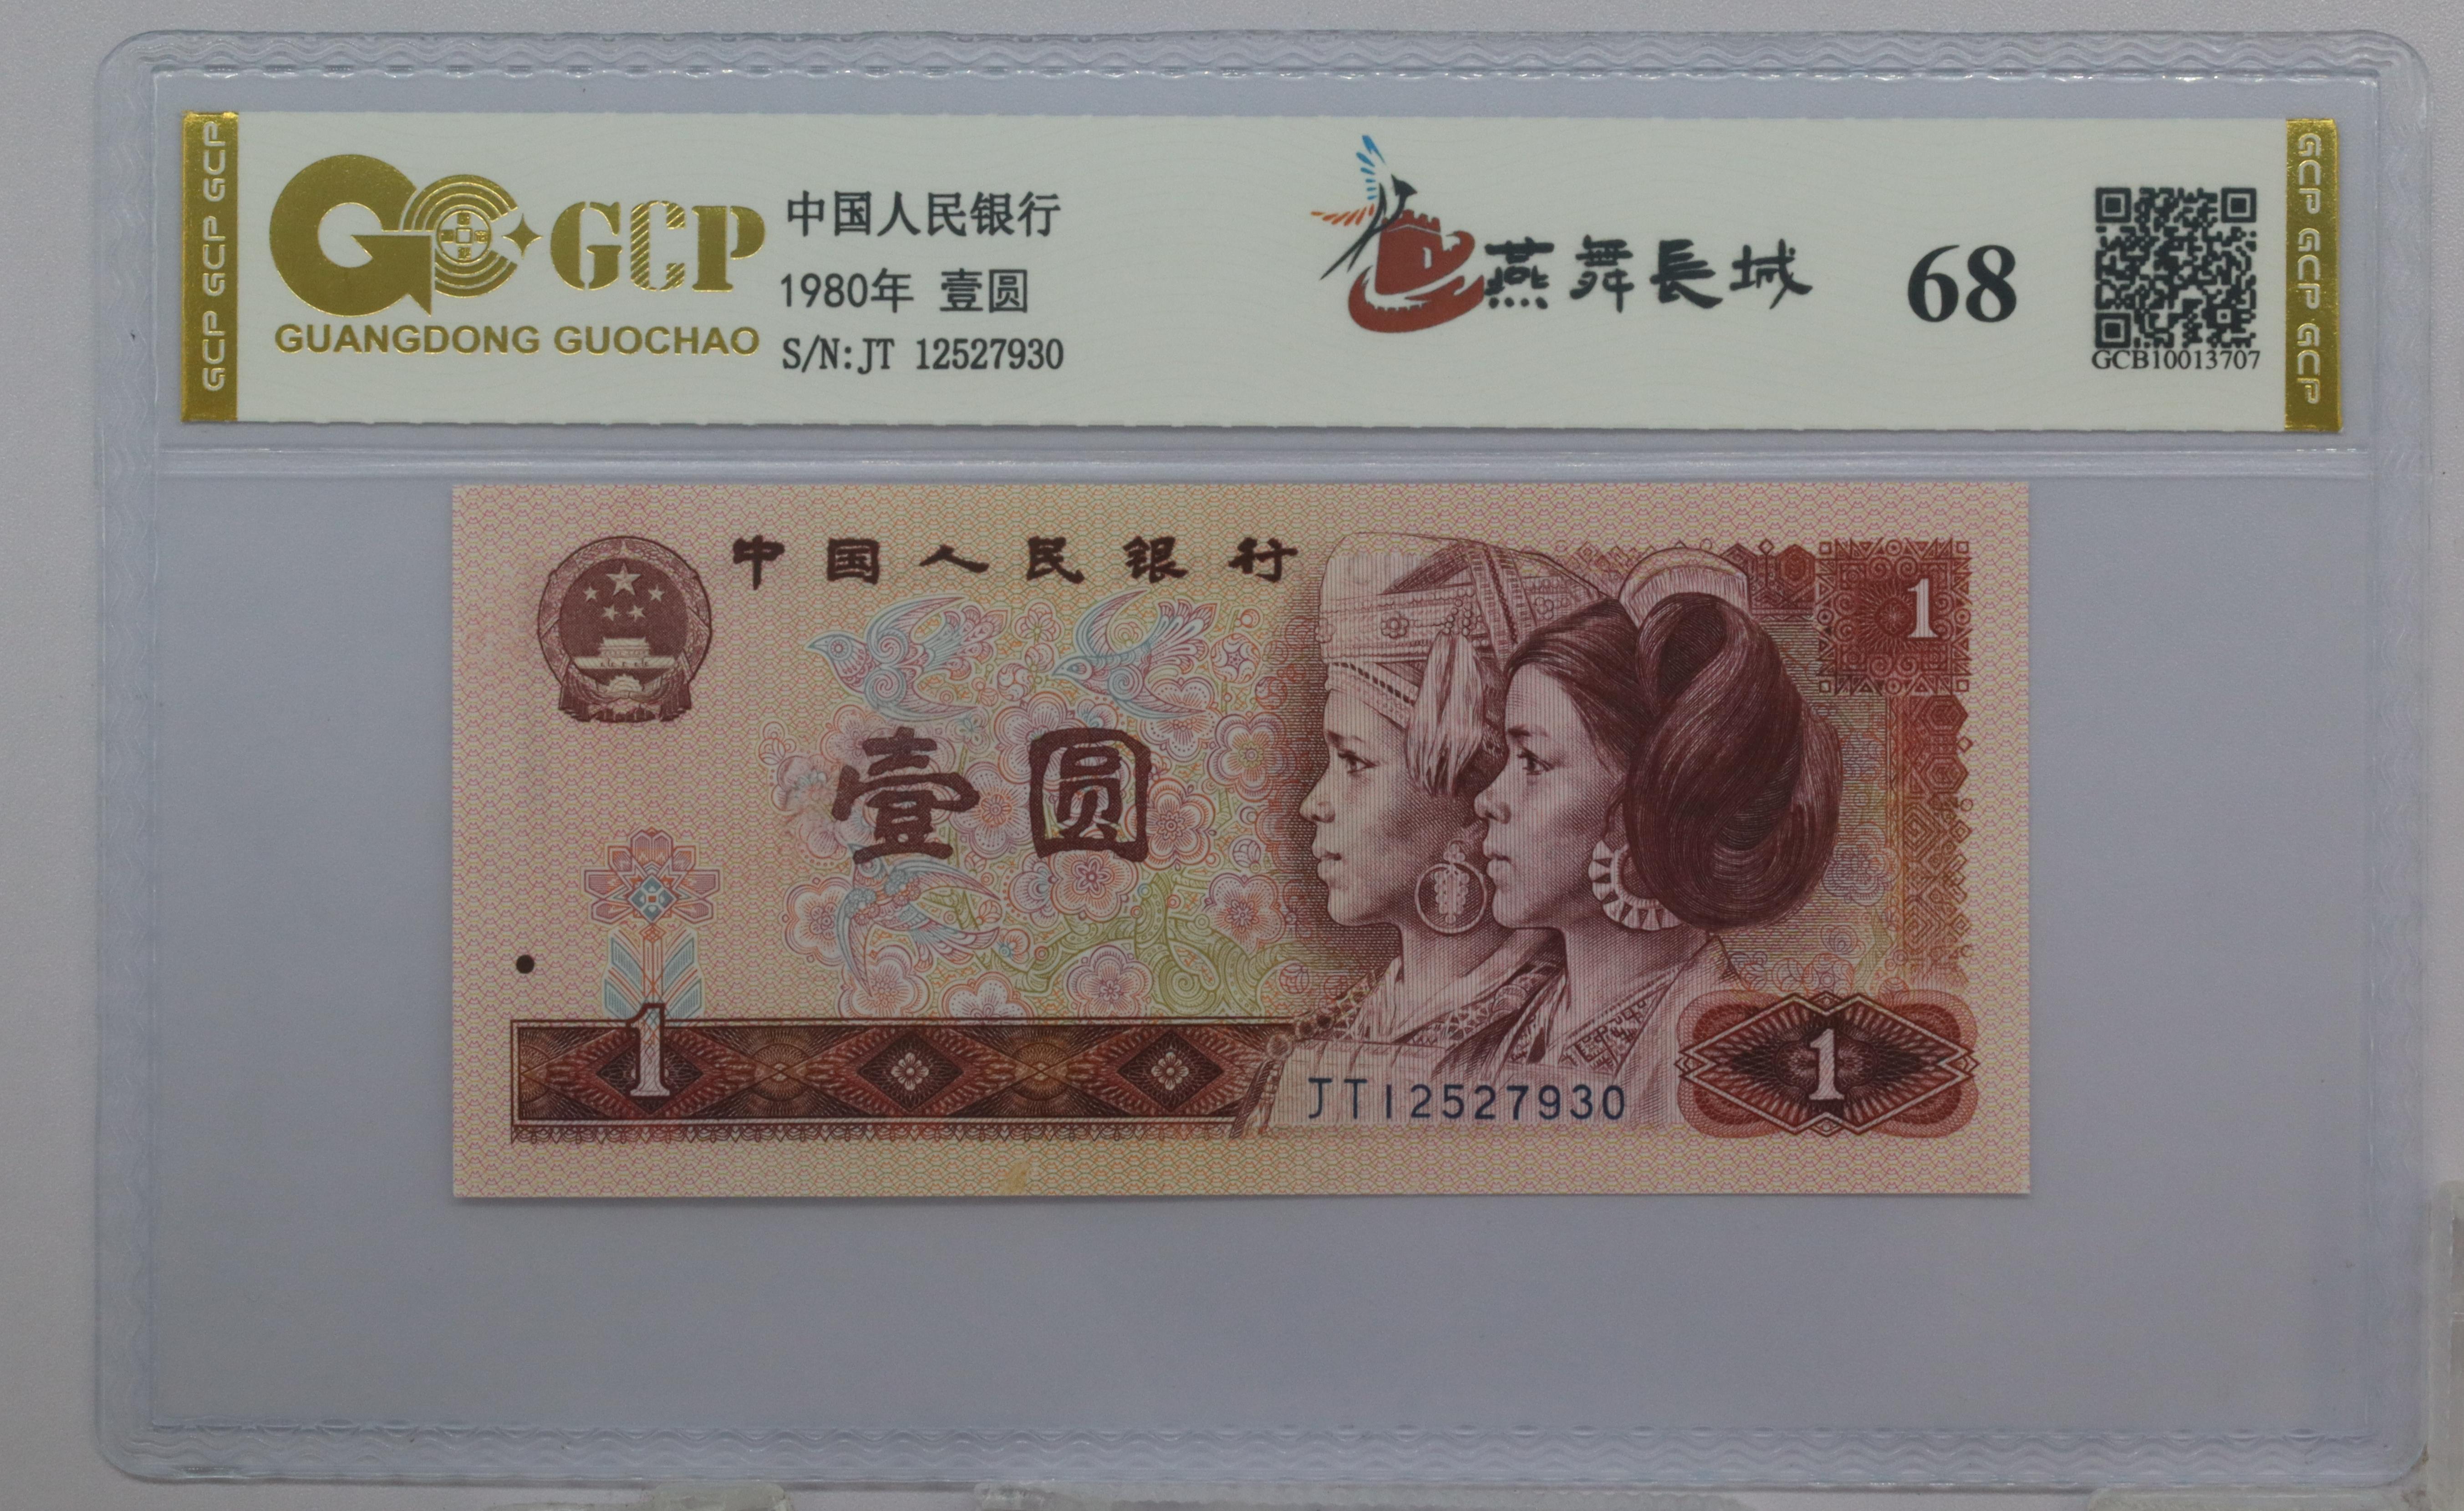 GCP GCP GCP
GCP
GUANGDONG GUOCHAO
中国人民银行
1980年 壹圆
S/N:JT 12527930
燕舞長城
68
GCB10013707
GCP GCP GCP
中国人民银行
1
壹圆
1
JT12527930
1